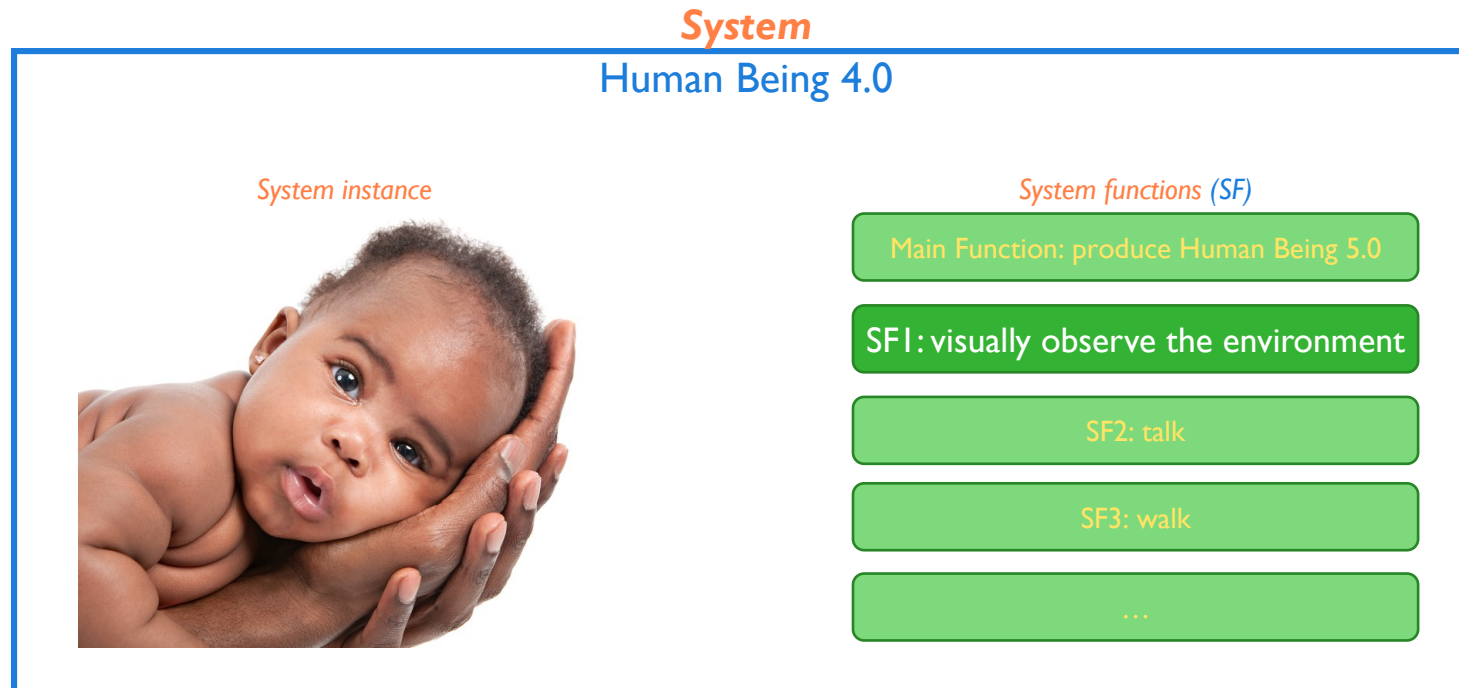 System
Human Being 4.0
System instance
System functions (SF)
Main Function: produce Human Being 5.0
SF1: visually observe the environment
SF2: talk
SF3: walk
…